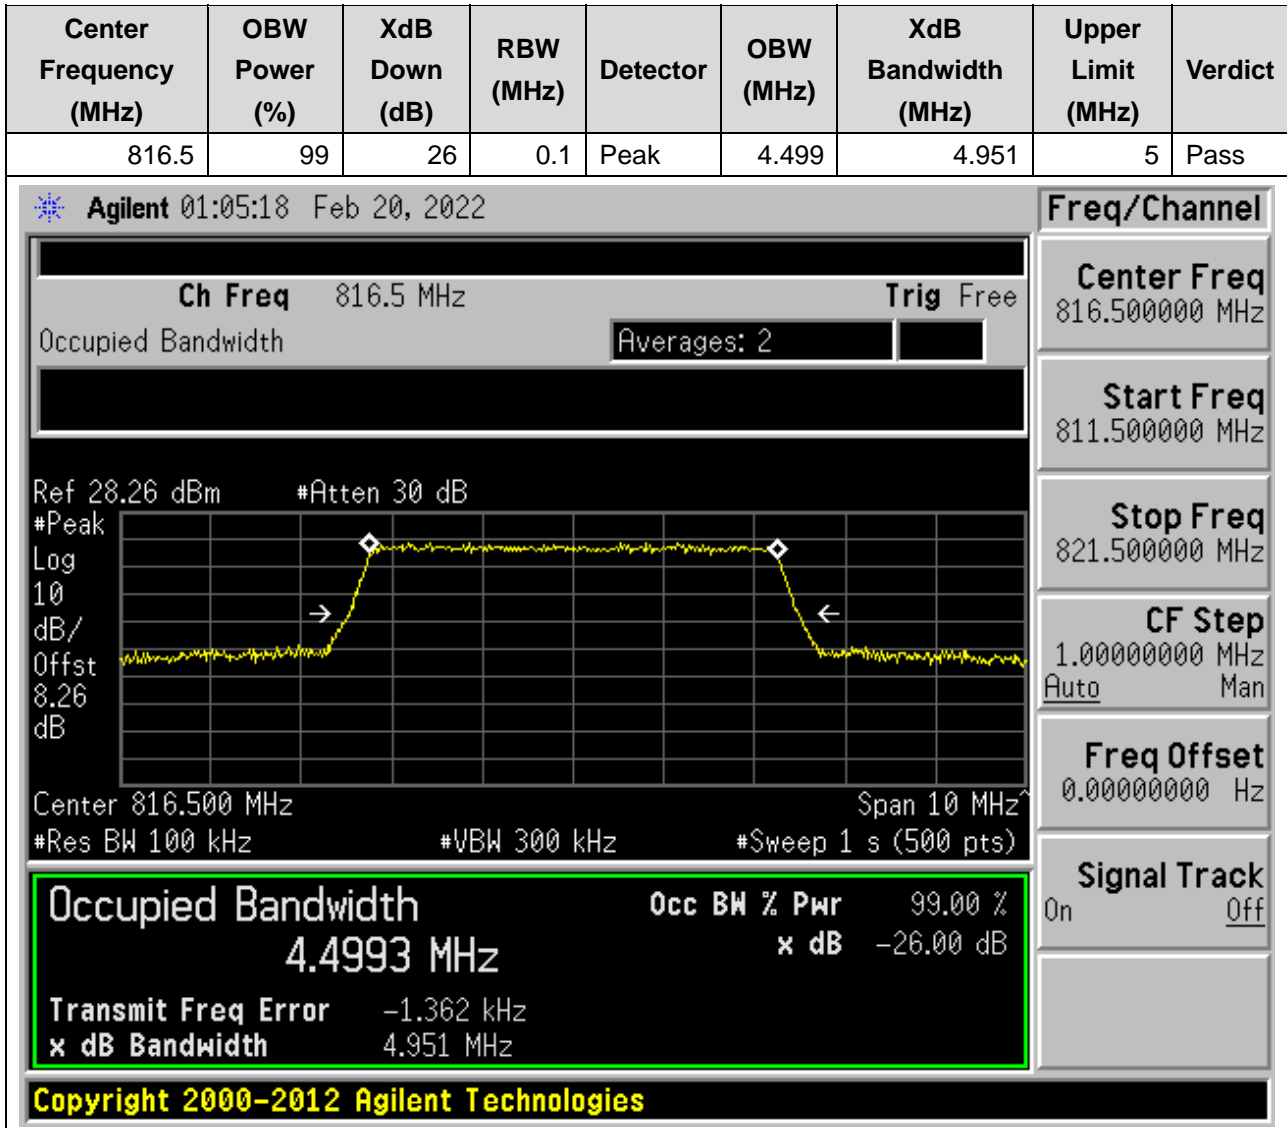 Center Frequency (MHz) OBW Power (%) XdB Down (dB) RBW (MHz) Detector OBW (MHz) XdB Bandwidth (MHz) Upper Limit (MHz) Verdict
816.5 99 26 0.1 Peak 4.499 4.951 5 Pass
Agilent 01:05:18 Feb 20, 2022
Ch Freq 816.5 MHz Trig Free
Occupied Bandwidth Averages: 2
Ref 28.26 dBm #Atten 30 dB
#Peak
Log
10
dB/
Offst
8.26
dB
Center 816.500 MHz Span 10 MHz^
#Res BW 100 kHz #VBW 300 kHz #Sweep 1 s (500 pts)
Occupied Bandwidth Occ BW % Pwr 99.00 %
4.4993 MHz x dB -26.00 dB
Transmit Freq Error -1.362 kHz
x dB Bandwidth 4.951 MHz
Copyright 2000-2012 Agilent Technologies
Freq/Channel
Center Freq
816.500000 MHz
Start Freq
811.500000 MHz
Stop Freq
821.500000 MHz
CF Step
1.00000000 MHz
Auto Man
Freq Offset
0.00000000 Hz
Signal Track
On Off